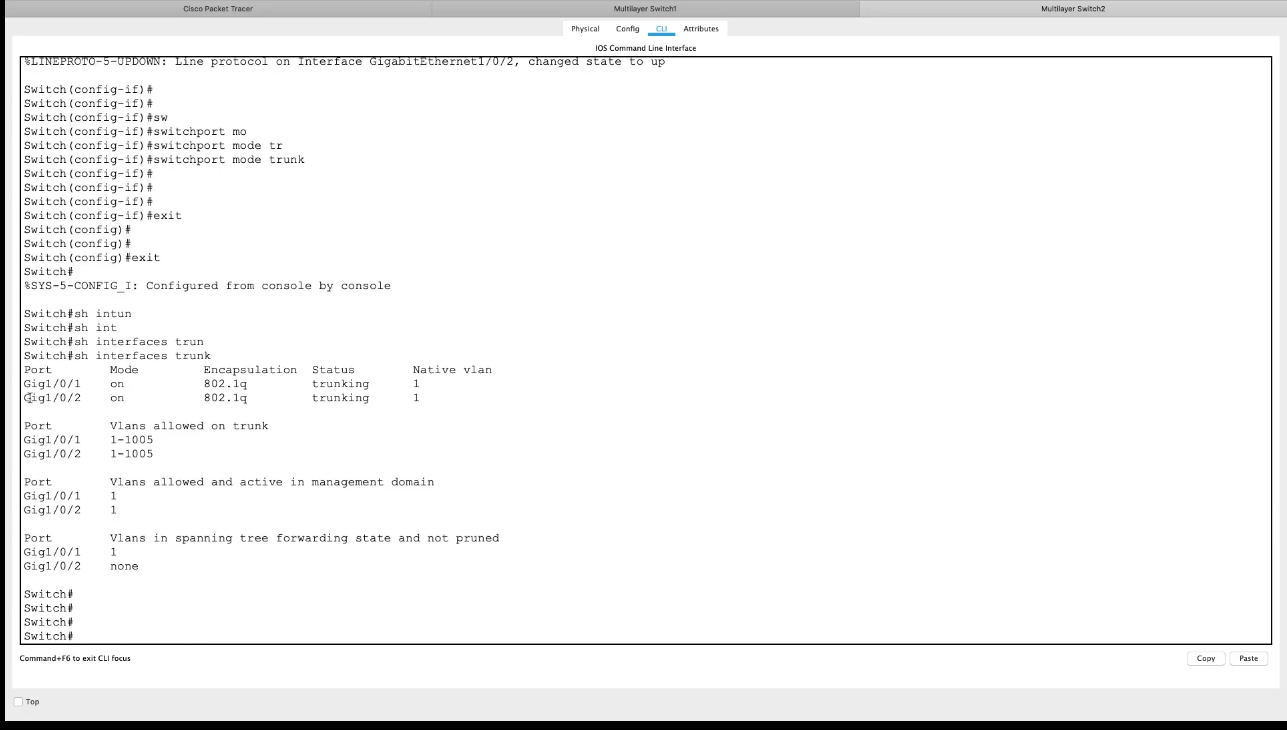 Cisco Packet Tracer
Multilayer Switch1
Multilayer Switch2
Physical Config CLI Attributes
IOS Command Line Interface
%LINEPROTO-5-UPDOWN: Line protocol on Interface GigabitEthernet1/0/2, changed state to up
Switch(config-if)#
Switch(config-if)#
Switch(config-if)#sw
Switch(config-if)#switchport mo
Switch(config-if)#switchport mode tr
Switch(config-if)#switchport mode trunk
Switch(config-if)#
Switch(config-if)#
Switch(config-if)#
Switch(config-if)#exit
Switch(config)#
Switch(config)#
Switch(config)#exit
Switch#
%SYS-5-CONFIG_I: Configured from console by console
Switch#sh intun
Switch#sh int
Switch#sh interfaces trun
Switch#sh interfaces trunk
Port Mode Encapsulation Status Native vlan
Gig1/0/1 on 802.1q trunking 1
Gig1/0/2 on 802.1q trunking 1
Port Vlans allowed on trunk
Gig1/0/1 1-1005
Gig1/0/2 1-1005
Port Vlans allowed and active in management domain
Gig1/0/1 1
Gig1/0/2 1
Port Vlans in spanning tree forwarding state and not pruned
Gig1/0/1 1
Gig1/0/2 none
Switch#
Switch#
Switch#
Switch#
Command+F6 to exit CLI focus
Copy Paste
Top